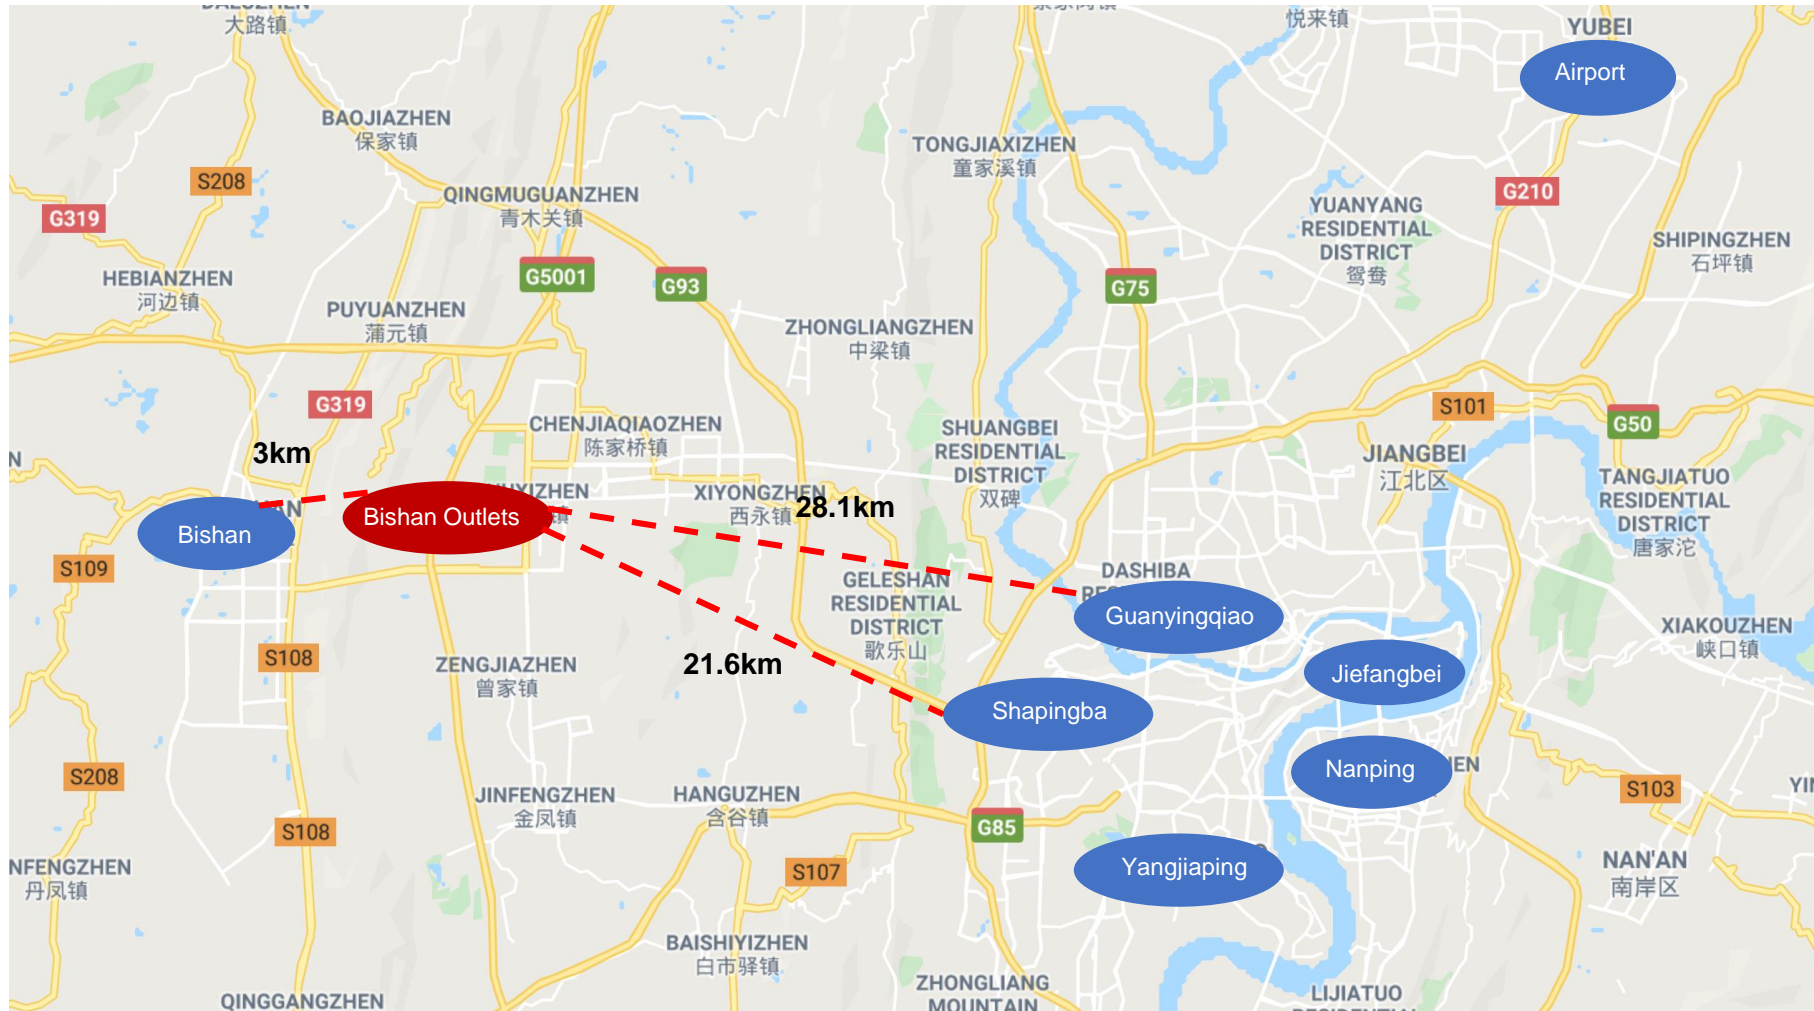 DALUZHEN
大路镇
悦来镇
YUBEI
Airport
BAOJIAZHEN
保家镇
TONGJIAXIZHEN
童家溪镇
S208
G319
QINGMUGUANZHEN
青木关镇
G210
YUANYANG
RESIDENTIAL
DISTRICT
鸳鸯
SHIPINGZHEN
石坪镇
HEBIANZHEN
河边镇
G5001
G93
G75
PUYUANZHEN
蒲元镇
ZHONGLIANGZHEN
中梁镇
G319
S101
G50
CHENJIAQIAOZHEN
陈家桥镇
SHUANGBEI
RESIDENTIAL
DISTRICT
双碑
JIANGBEI
江北区
3km
TANGJIATUO
RESIDENTIAL
DISTRICT
唐家沱
XIYONGZHEN
西永镇
28.1km
Bishan
Bishan Outlets
S109
GELESHAN
RESIDENTIAL
DISTRICT
歌乐山
DASHIBA
Guanyingqiao
XIAKOUZHEN
峡口镇
S108
ZENGJIAZHEN
曾家镇
21.6km
Jiefangbei
Shapingba
S208
Nanping
S103
JINFENGZHEN
金凤镇
HANGUZHEN
含谷镇
S108
G85
NFENGZHEN
丹凤镇
S107
Yangjiaping
NAN'AN
南岸区
BAISHIYIZHEN
白市驿镇
QINGGANGZHEN
ZHONGLIANG
MOUNTAIN
LIJIATUO